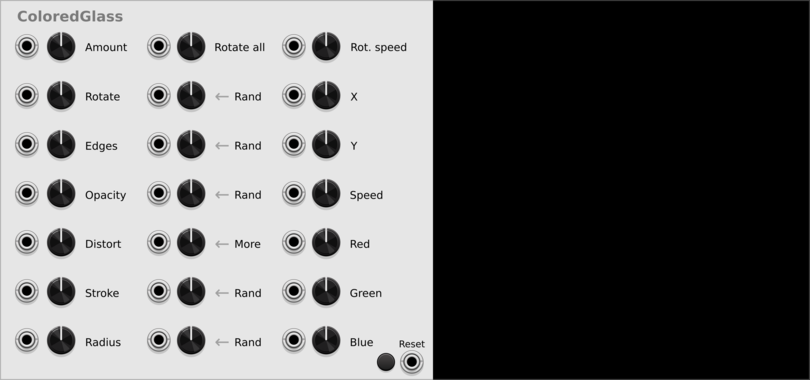 ColoredGlass
Amount Rotate all Rot. speed
Rotate ← Rand X
Edges ← Rand Y
Opacity ← Rand Speed
Distort ← More Red
Stroke ← Rand Green
Radius ← Rand Blue
Reset